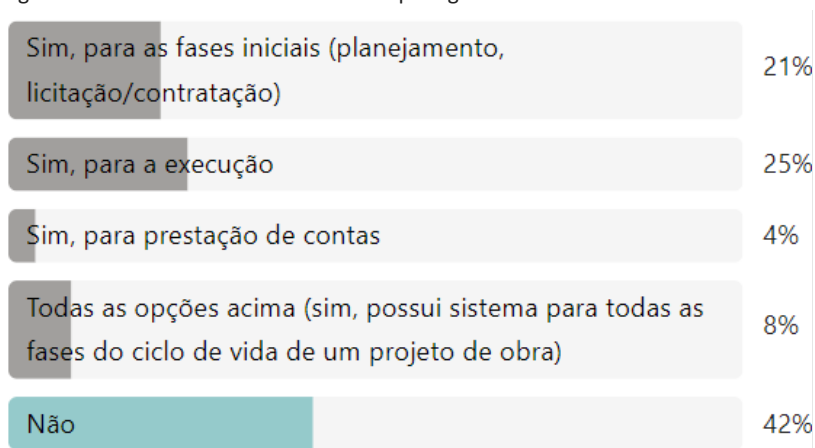 Sim, para as fases iniciais (planejamento,
licitação/contratação)
21%
Sim, para a execução
25%
Sim, para prestação de contas
4%
Todas as opções acima (sim, possui sistema para todas as
fases do ciclo de vida de um projeto de obra)
8%
Não
42%